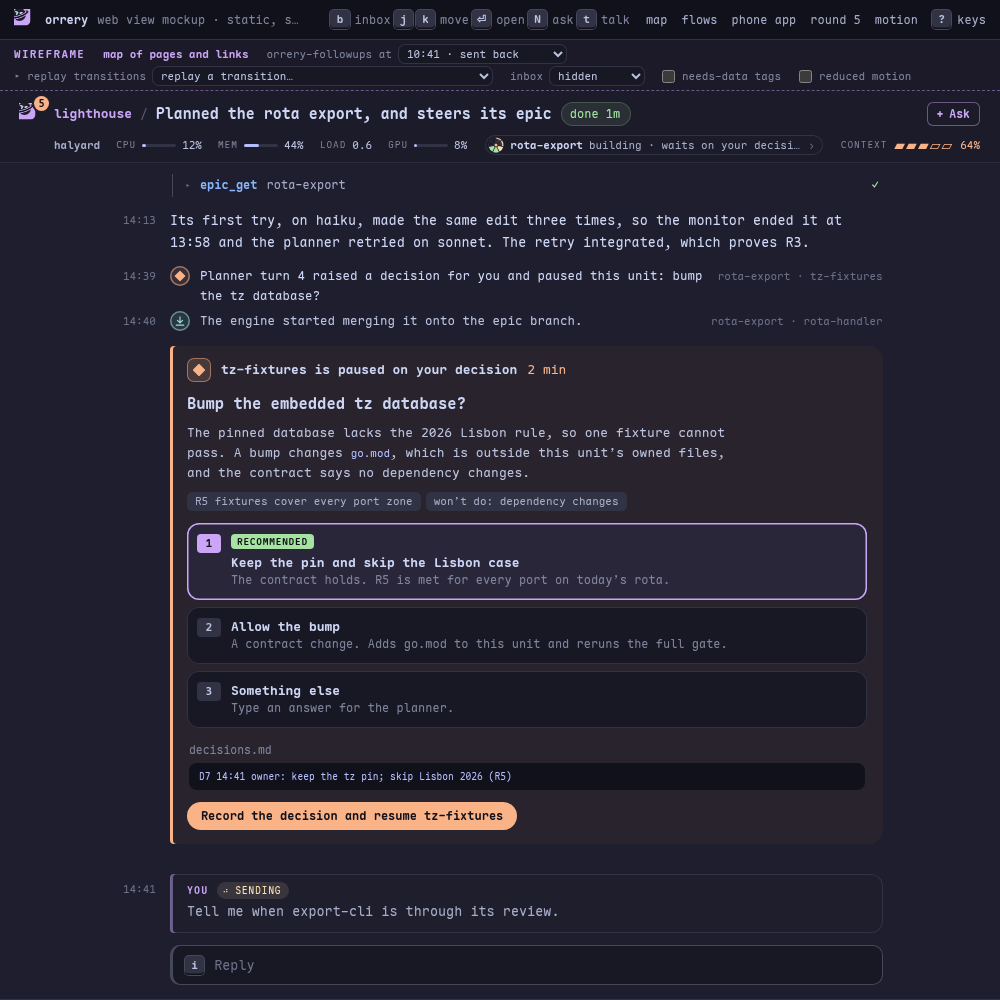 orrery web view mockup · static, s… b inbox j k move ⏎ open N ask t talk map flows phone app round 5 motion ? keys
WIREFRAME map of pages and links orrery-followups at 10:41 · sent back
▸ replay transitions replay a transition… inbox hidden needs-data tags reduced motion
5 lighthouse / Planned the rota export, and steers its epic done 1m + Ask
halyard CPU 12% MEM 44% LOAD 0.6 GPU 8% rota-export building · waits on your decisi… › CONTEXT 64%
▸ epic_get rota-export ✓
14:13 Its first try, on haiku, made the same edit three times, so the monitor ended it at
13:58 and the planner retried on sonnet. The retry integrated, which proves R3.
14:39 Planner turn 4 raised a decision for you and paused this unit: bump rota-export · tz-fixtures
the tz database?
14:40 The engine started merging it onto the epic branch. rota-export · rota-handler
tz-fixtures is paused on your decision 2 min
Bump the embedded tz database?
The pinned database lacks the 2026 Lisbon rule, so one fixture cannot
pass. A bump changes go.mod, which is outside this unit's owned files,
and the contract says no dependency changes.
R5 fixtures cover every port zone won't do: dependency changes
1 RECOMMENDED
Keep the pin and skip the Lisbon case
The contract holds. R5 is met for every port on today's rota.
2 Allow the bump
A contract change. Adds go.mod to this unit and reruns the full gate.
3 Something else
Type an answer for the planner.
decisions.md
D7 14:41 owner: keep the tz pin; skip Lisbon 2026 (R5)
Record the decision and resume tz-fixtures
14:41 YOU SENDING
Tell me when export-cli is through its review.
i Reply